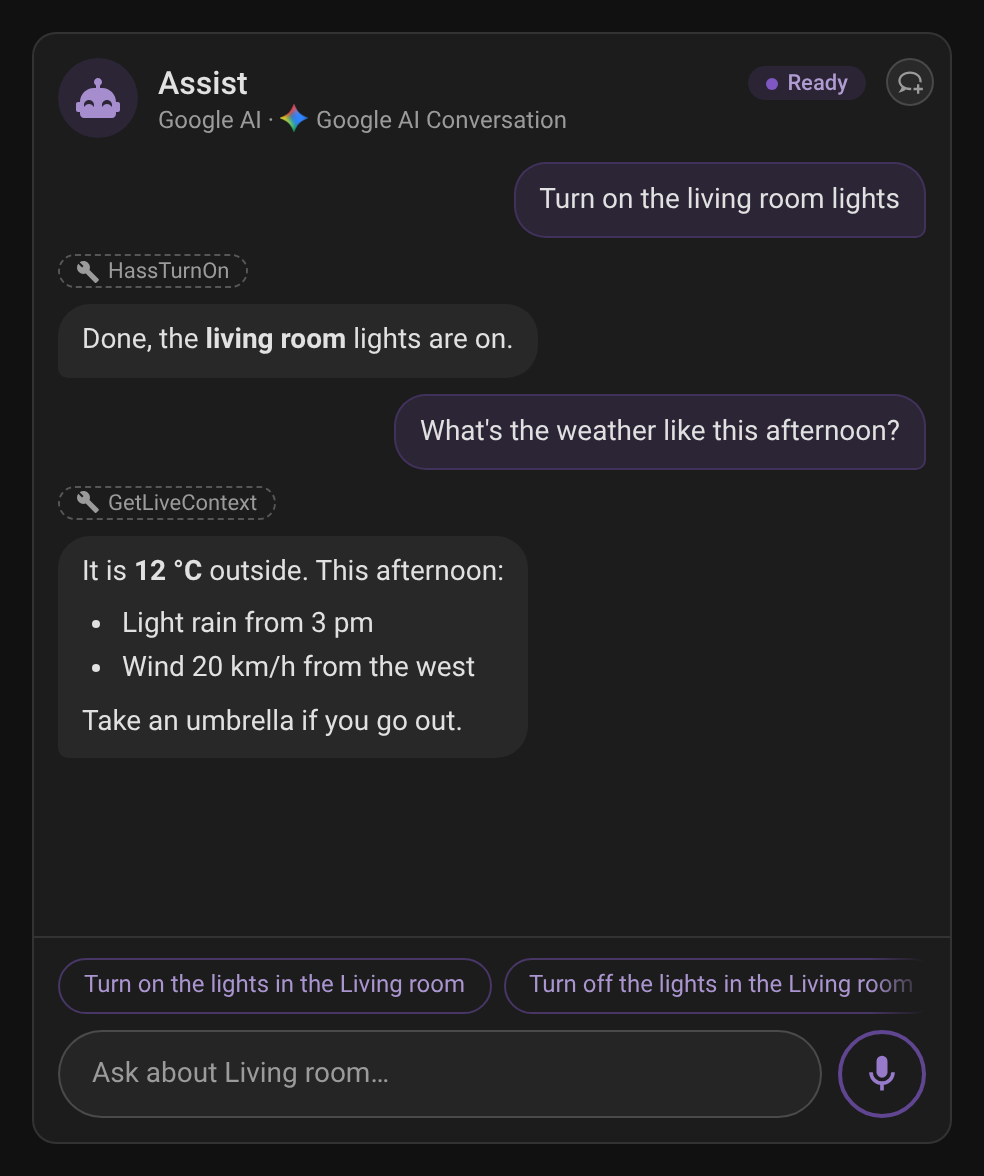 Assist
Ready
Google AI · Google AI Conversation
Turn on the living room lights
HassTurnOn
Done, the living room lights are on.
What's the weather like this afternoon?
GetLiveContext
It is 12 °C outside. This afternoon:
• Light rain from 3 pm
• Wind 20 km/h from the west
Take an umbrella if you go out.
Turn on the lights in the Living room
Turn off the lights in the Living room
Ask about Living room…